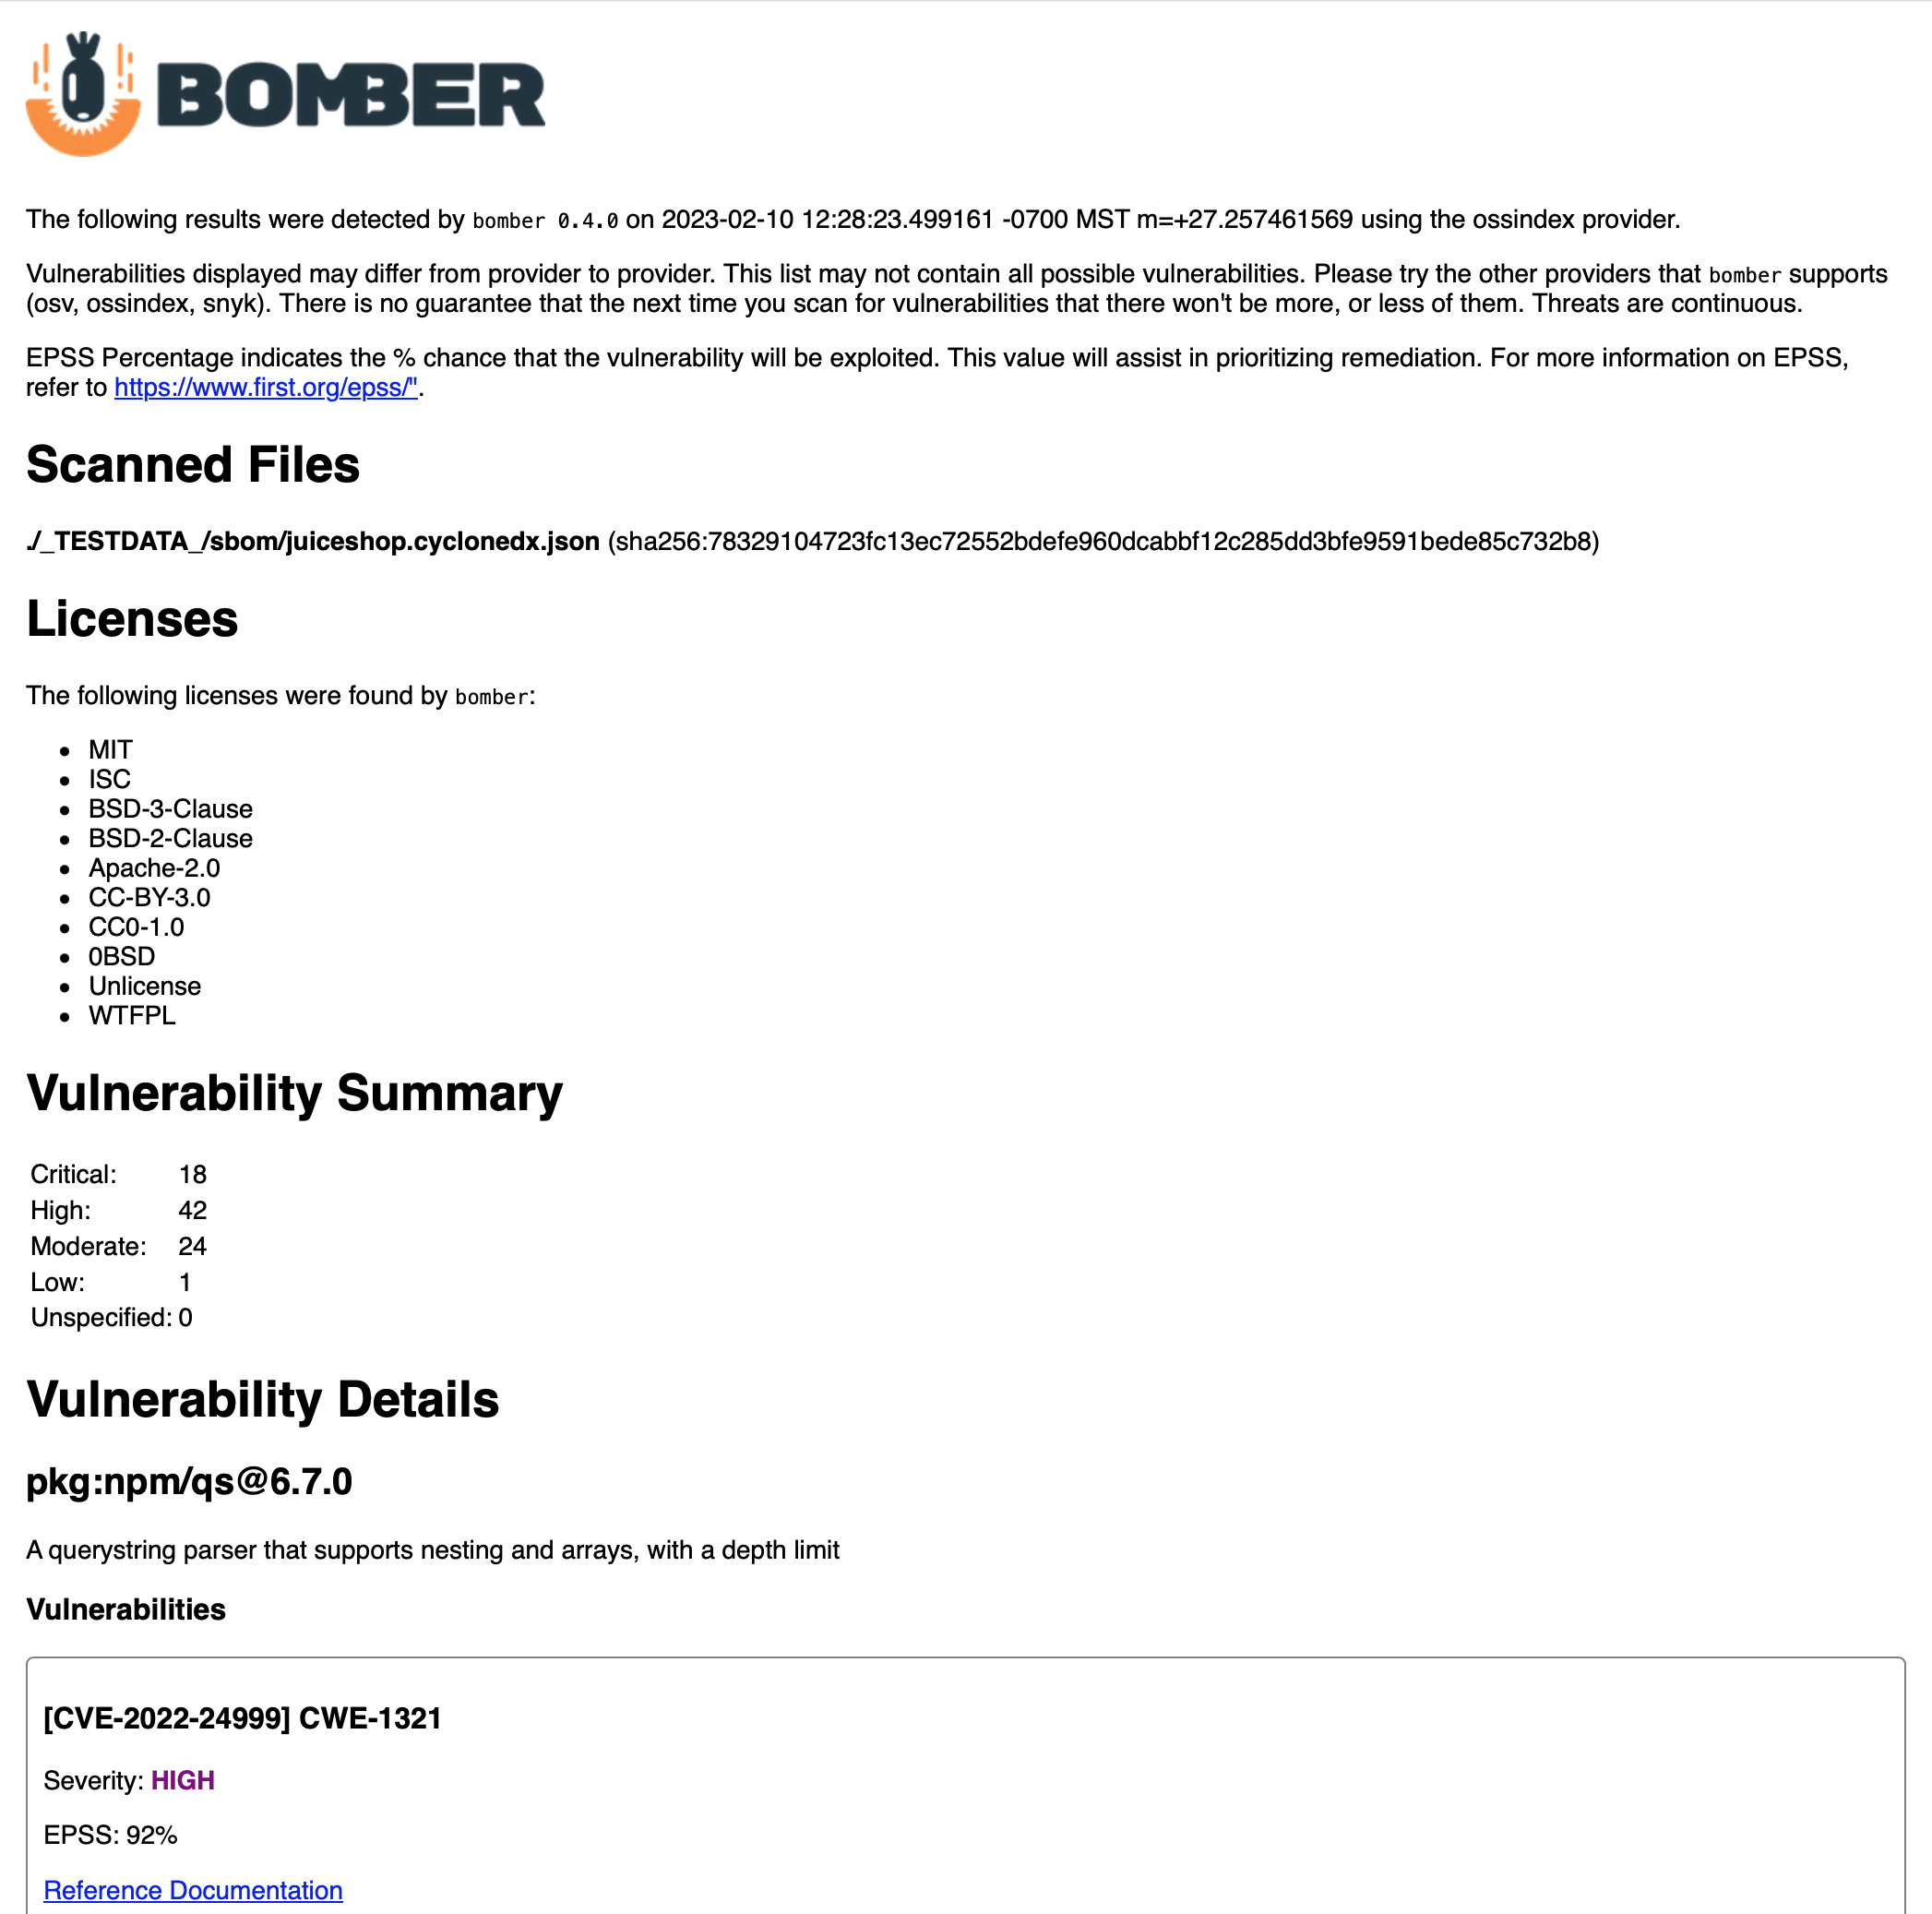 BOMBER
The following results were detected by bomber 0.4.0 on 2023-02-10 12:28:23.499161 -0700 MST m=+27.257461569 using the ossindex provider.
Vulnerabilities displayed may differ from provider to provider. This list may not contain all possible vulnerabilities. Please try the other providers that bomber supports
(osv, ossindex, snyk). There is no guarantee that the next time you scan for vulnerabilities that there won't be more, or less of them. Threats are continuous.
EPSS Percentage indicates the % chance that the vulnerability will be exploited. This value will assist in prioritizing remediation. For more information on EPSS,
refer to https://www.first.org/epss/".
Scanned Files
./_TESTDATA_/sbom/juiceshop.cyclonedx.json (sha256:78329104723fc13ec72552bdefe960dcabbf12c285dd3bfe9591bede85c732b8)
Licenses
The following licenses were found by bomber:
• MIT
• ISC
• BSD-3-Clause
• BSD-2-Clause
• Apache-2.0
• CC-BY-3.0
• CC0-1.0
• 0BSD
• Unlicense
• WTFPL
Vulnerability Summary
Critical: 18
High: 42
Moderate: 24
Low: 1
Unspecified: 0
Vulnerability Details
pkg:npm/qs@6.7.0
A querystring parser that supports nesting and arrays, with a depth limit
Vulnerabilities
[CVE-2022-24999] CWE-1321
Severity: HIGH
EPSS: 92%
Reference Documentation